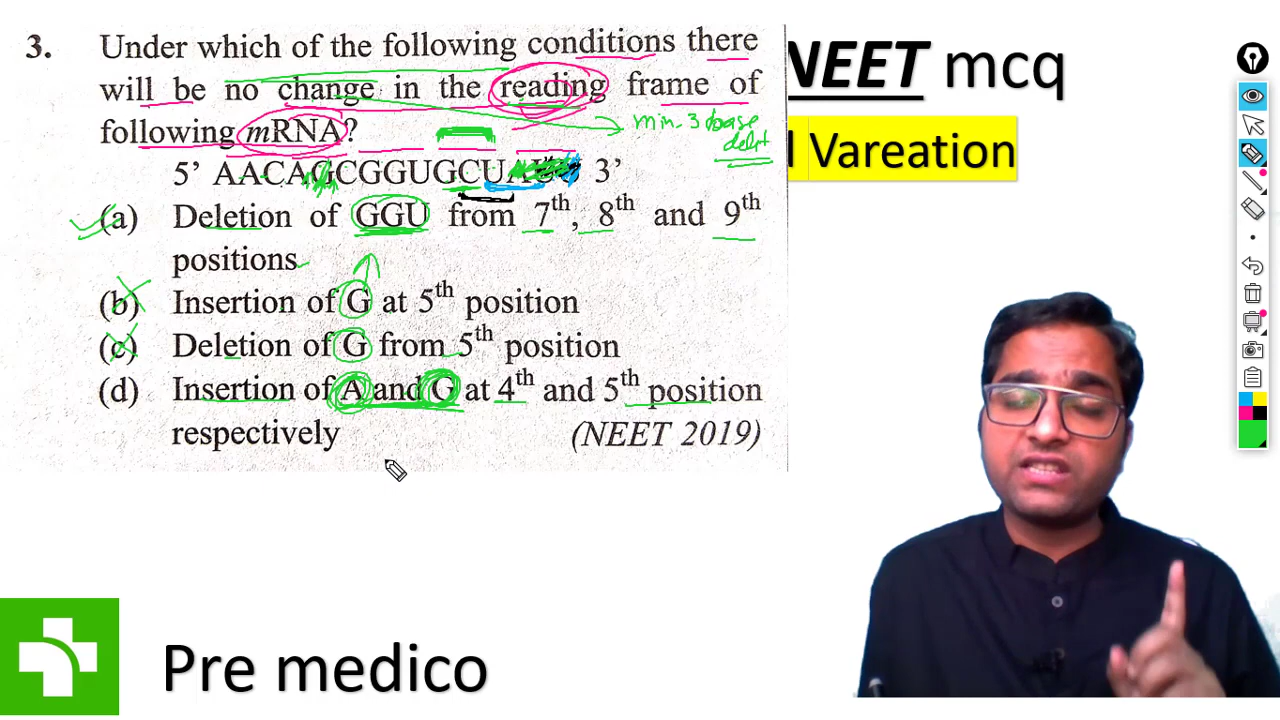 3. Under which of the following conditions there
will be no change in the reading frame of
following mRNA?
min. 3 base
5' AACAGCGGUGCUA 3'
(a) Deletion of GGU from 7th, 8th and 9th
positions
(b) Insertion of G at 5th position
(c) Deletion of G from 5th position
(d) Insertion of A and G at 4th and 5th position
respectively (NEET 2019)
NEET mcq
Vareation
Pre medico